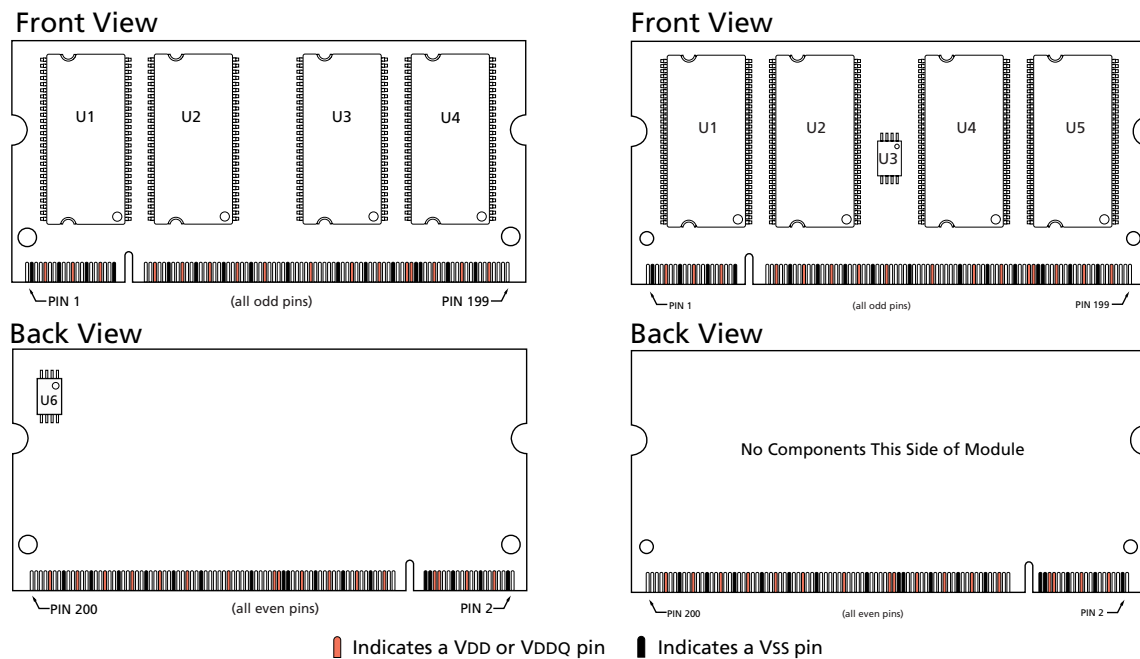 Front View
U1 U2 U3 U4
PIN 1 (all odd pins) PIN 199
Back View
U6
PIN 200 (all even pins) PIN 2
Front View
U1 U2 U3 U4 U5
PIN 1 (all odd pins) PIN 199
Back View
No Components This Side of Module
PIN 200 (all even pins) PIN 2
Indicates a VDD or VDDQ pin Indicates a VSS pin